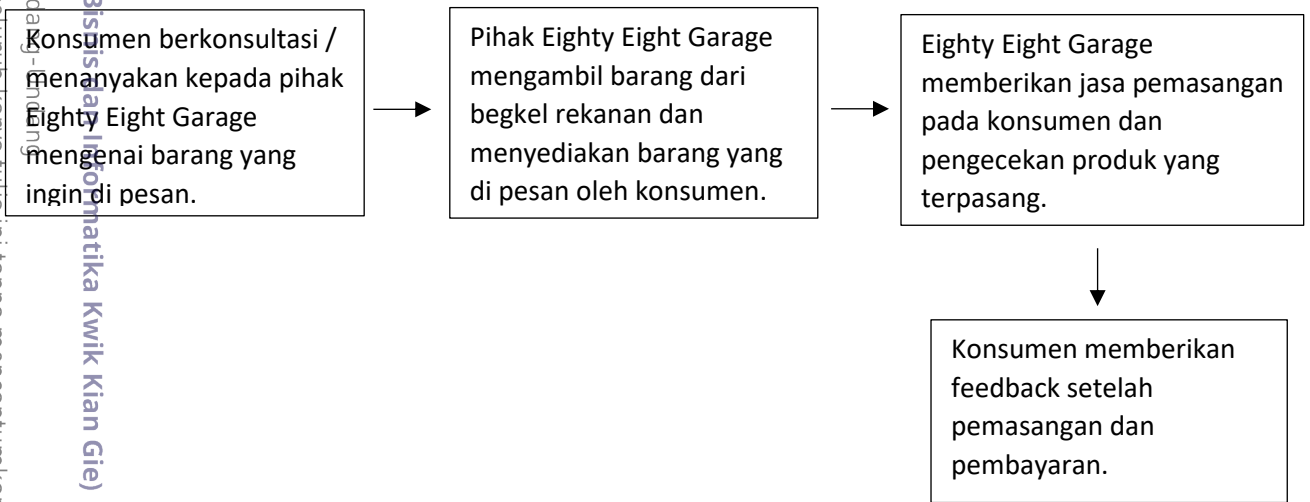 Konsumen berkonsultasi /
menanyakan kepada pihak
Eighty Eight Garage
mengenai barang yang
ingin di pesan.
Pihak Eighty Eight Garage
mengambil barang dari
begkel rekanan dan
menyediakan barang yang
di pesan oleh konsumen.
Eighty Eight Garage
memberikan jasa pemasangan
pada konsumen dan
pengecekan produk yang
terpasang.
Konsumen memberikan
feedback setelah
pemasangan dan
pembayaran.
Bisnis dan Informatika Kwik Kian Gie)
dang-Undang